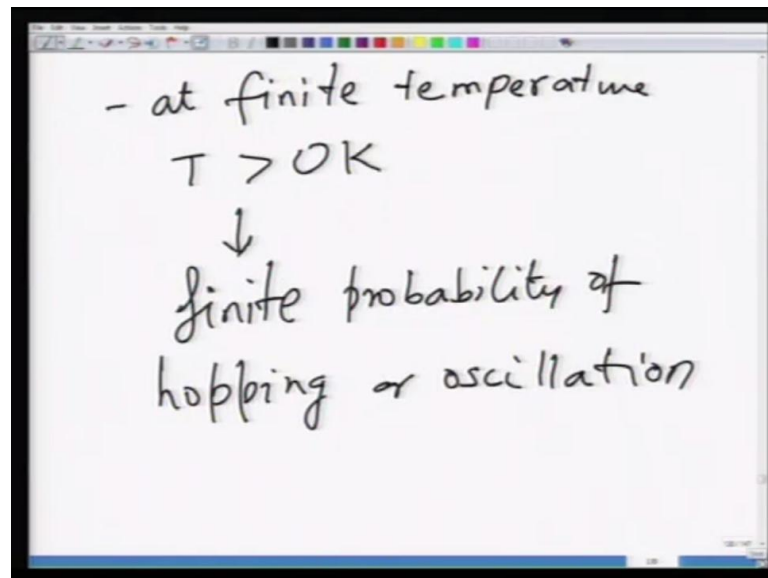 - at finite temperature
T > 0K
↓
finite probability of
hopping or oscillation